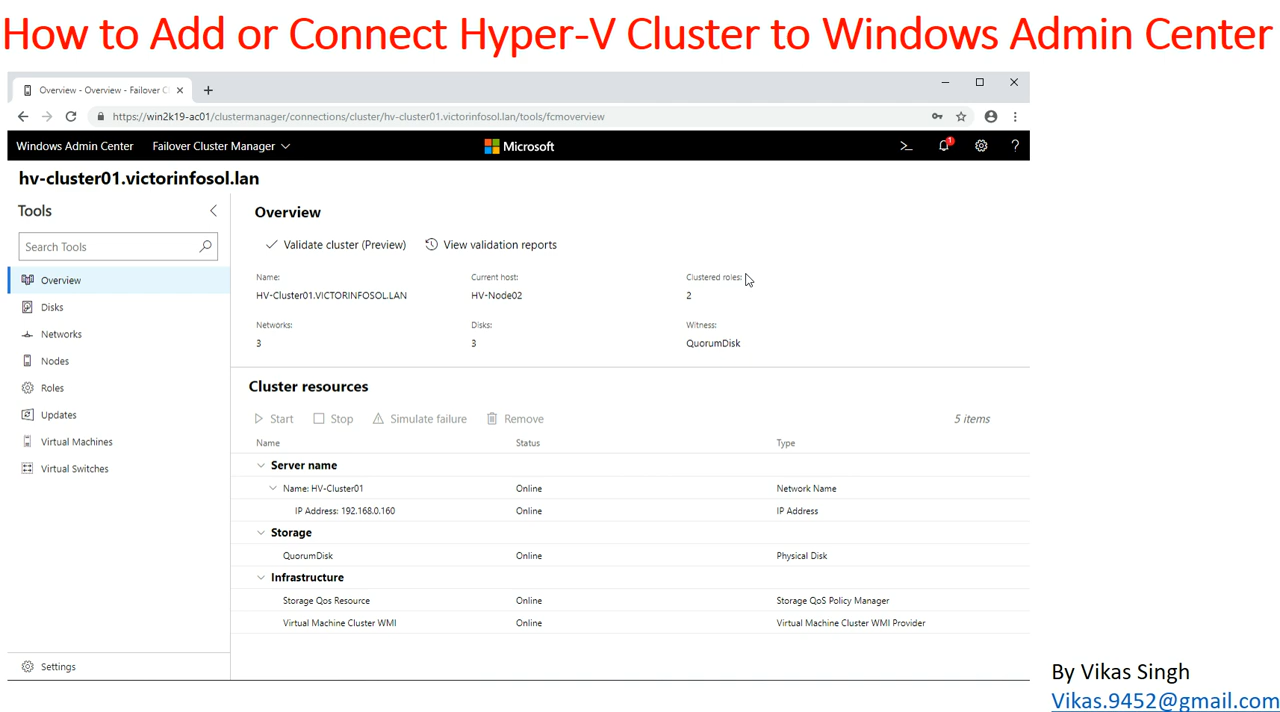 How to Add or Connect Hyper-V Cluster to Windows Admin Center
Overview - Overview - Failover Cl
https://win2k19-ac01/clustermanager/connections/cluster/hv-cluster01.victorinfosol.lan/tools/fcmoverview
Windows Admin Center Failover Cluster Manager Microsoft 1
hv-cluster01.victorinfosol.lan
Tools
Search Tools
Overview
Disks
Networks
Nodes
Roles
Updates
Virtual Machines
Virtual Switches
Settings
Overview
Validate cluster (Preview) View validation reports
Name: Current host: Clustered roles:
HV-Cluster01.VICTORINFOSOL.LAN HV-Node02 2
Networks: Disks: Witness:
3 3 QuorumDisk
Cluster resources
Start Stop Simulate failure Remove 5 items
Name Status Type
Server name
Name: HV-Cluster01 Online Network Name
IP Address: 192.168.0.160 Online IP Address
Storage
QuorumDisk Online Physical Disk
Infrastructure
Storage Qos Resource Online Storage QoS Policy Manager
Virtual Machine Cluster WMI Online Virtual Machine Cluster WMI Provider
By Vikas Singh
Vikas.9452@gmail.com